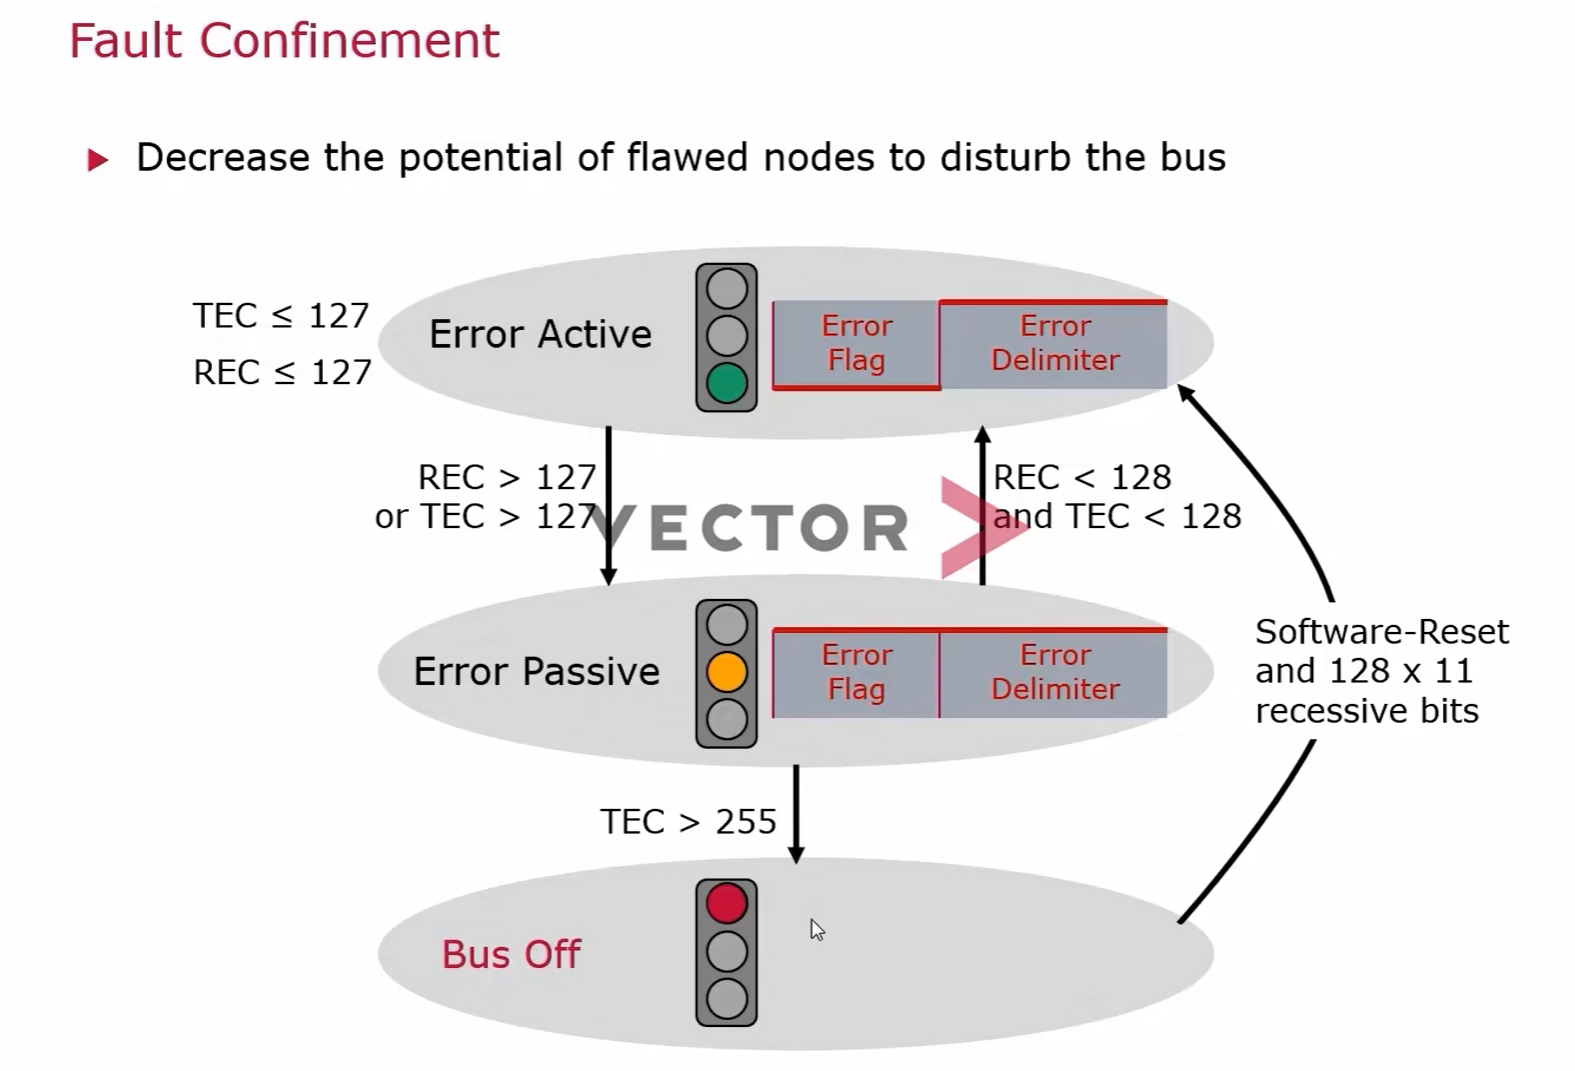 Fault Confinement
Decrease the potential of flawed nodes to disturb the bus
TEC ≤ 127
REC ≤ 127
Error Active
Error
Flag
Error
Delimiter
REC > 127
or TEC > 127
VECTOR
REC < 128
and TEC < 128
Error Passive
Error
Flag
Error
Delimiter
Software-Reset
and 128 x 11
recessive bits
TEC > 255
Bus Off